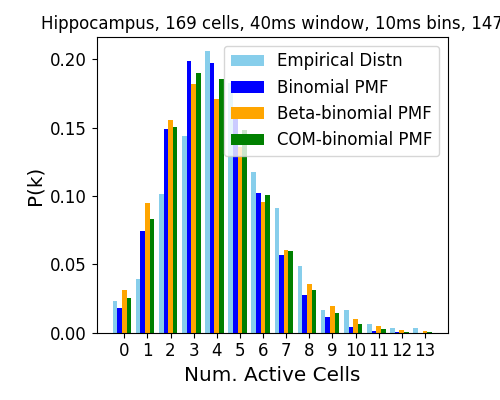 Hippocampus, 169 cells, 40ms window, 10ms bins, 147
Empirical Distn
Binomial PMF
Beta-binomial PMF
COM-binomial PMF
P(k)
0.20
0.15
0.10
0.05
0.00
0 1 2 3 4 5 6 7 8 9 10 11 12 13
Num. Active Cells